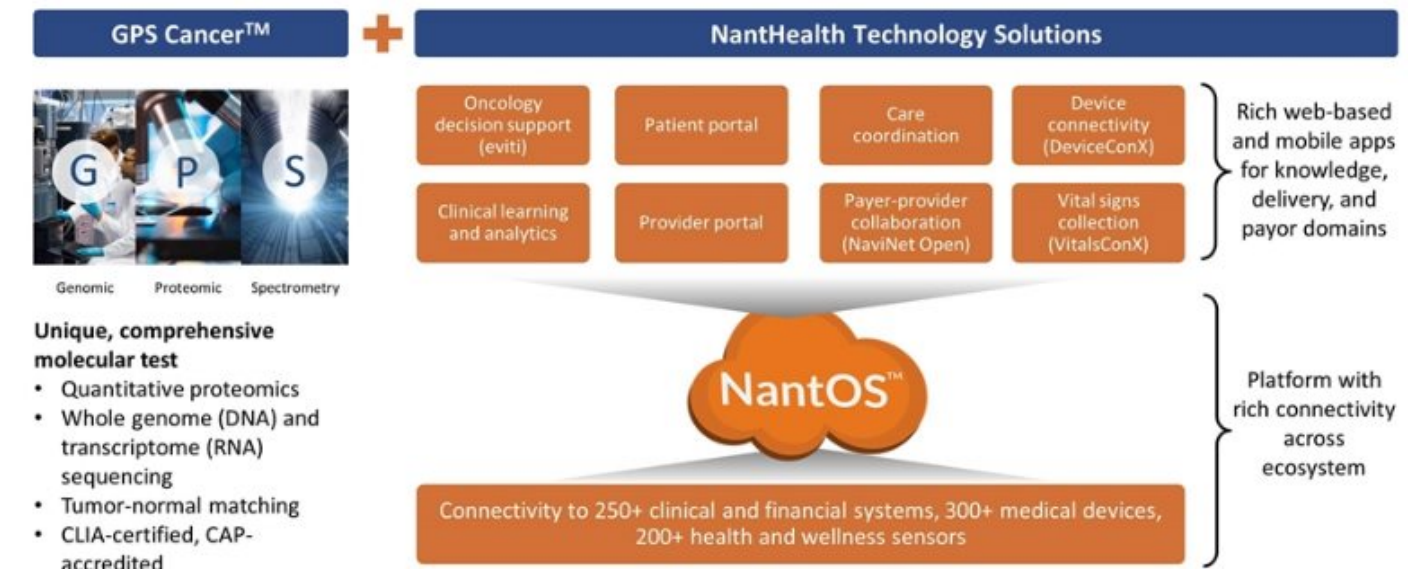 GPS Cancer™
NantHealth Technology Solutions
G
P
S
Genomic
Proteomic
Spectrometry
Unique, comprehensive
molecular test
• Quantitative proteomics
• Whole genome (DNA) and
transcriptome (RNA)
sequencing
• Tumor-normal matching
• CLIA-certified, CAP-
accredited
Oncology
decision support
(eviti)
Patient portal
Care
coordination
Device
connectivity
(DeviceConX)
Clinical learning
and analytics
Provider portal
Payer-provider
collaboration
(NaviNet Open)
Vital signs
collection
(VitalsConX)
Rich web-based
and mobile apps
for knowledge,
delivery, and
payor domains
NantOS™
Platform with
rich connectivity
across
ecosystem
Connectivity to 250+ clinical and financial systems, 300+ medical devices,
200+ health and wellness sensors